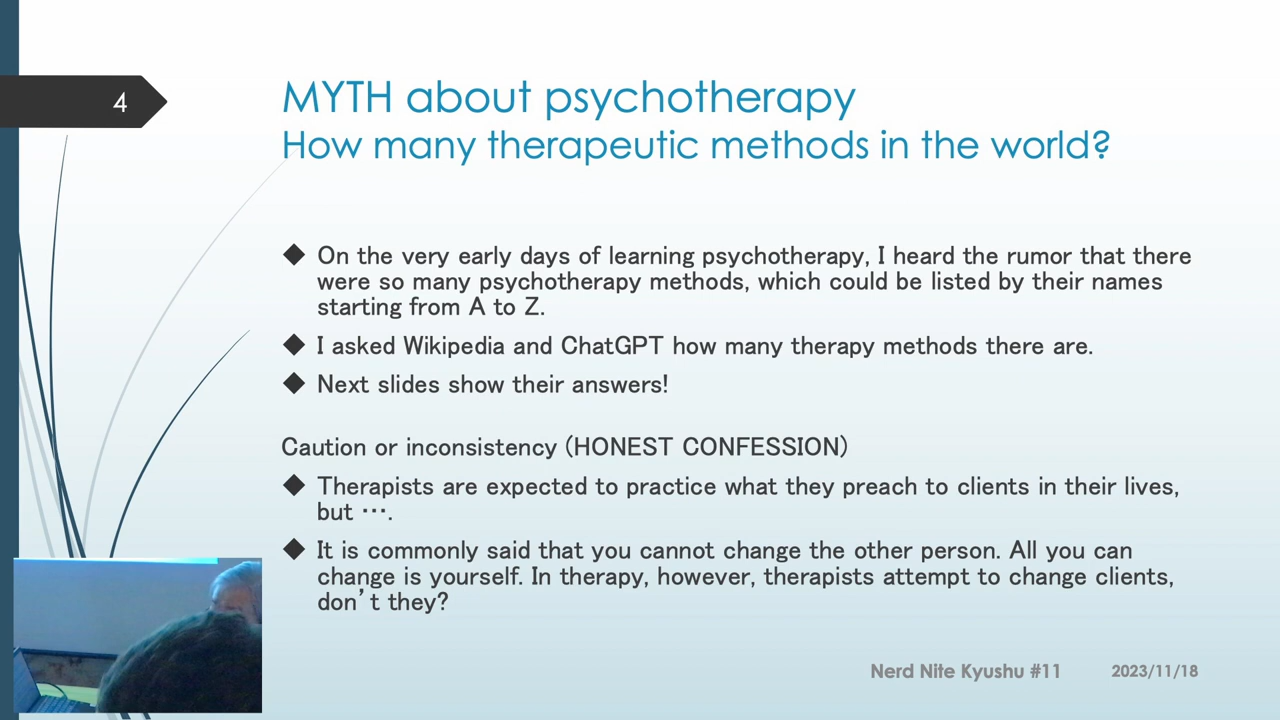 4
MYTH about psychotherapy
How many therapeutic methods in the world?
◆ On the very early days of learning psychotherapy, I heard the rumor that there
were so many psychotherapy methods, which could be listed by their names
starting from A to Z.
◆ I asked Wikipedia and ChatGPT how many therapy methods there are.
◆ Next slides show their answers!
Caution or inconsistency (HONEST CONFESSION)
◆ Therapists are expected to practice what they preach to clients in their lives,
but ….
◆ It is commonly said that you cannot change the other person. All you can
change is yourself. In therapy, however, therapists attempt to change clients,
don’t they?
Nerd Nite Kyushu #11 2023/11/18